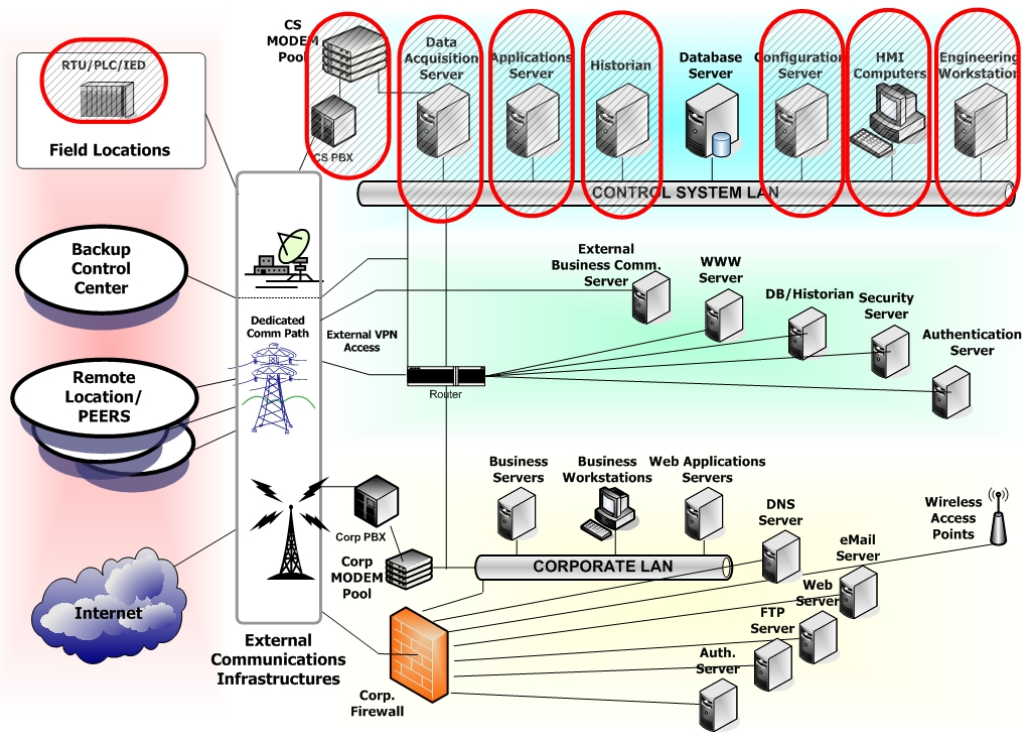 CS
MODEM
Pool
Data
Acquisition
Server
Applications
Server
Historian
Database
Server
Configuration
Server
HMI
Computers
Engineering
Workstation
RTU/PLC/IED
Field Locations
CS PBX
CONTROL SYSTEM LAN
Backup
Control
Center
External
Business Comm.
Server
WWW
Server
DB/Historian
Security
Server
Authentication
Server
Dedicated
Comm Path
External VPN
Access
Router
Remote
Location/
PEERS
Business
Servers
Business
Workstations
Web Applications
Servers
DNS
Server
Wireless
Access
Points
eMail
Server
Corp PBX
Corp
MODEM
Pool
CORPORATE LAN
Web
Server
FTP
Server
Auth.
Server
Internet
External
Communications
Infrastructures
Corp.
Firewall